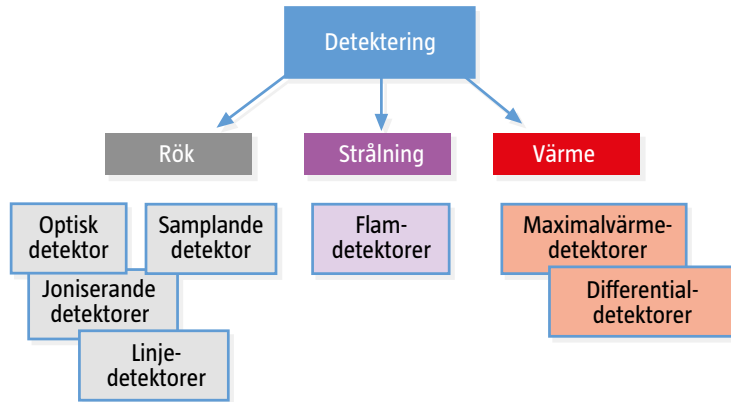 Detektering
Rök
Strålning
Värme
Optisk
detektor
Samplande
detektor
Joniserande
detektorer
Linje-
detektorer
Flam-
detektorer
Maximalvärme-
detektorer
Differential-
detektorer